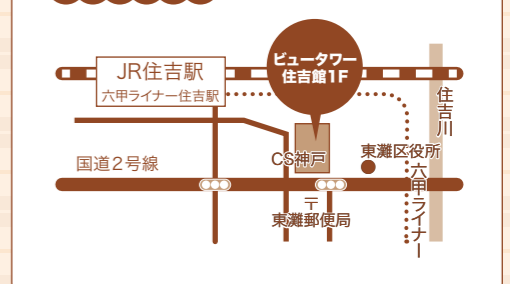 ビュータワー
住吉館1F
JR住吉駅
六甲ライナー住吉駅
住吉川
CS神戸
東灘区役所
国道2号線
六甲ライナー
〒
東灘郵便局